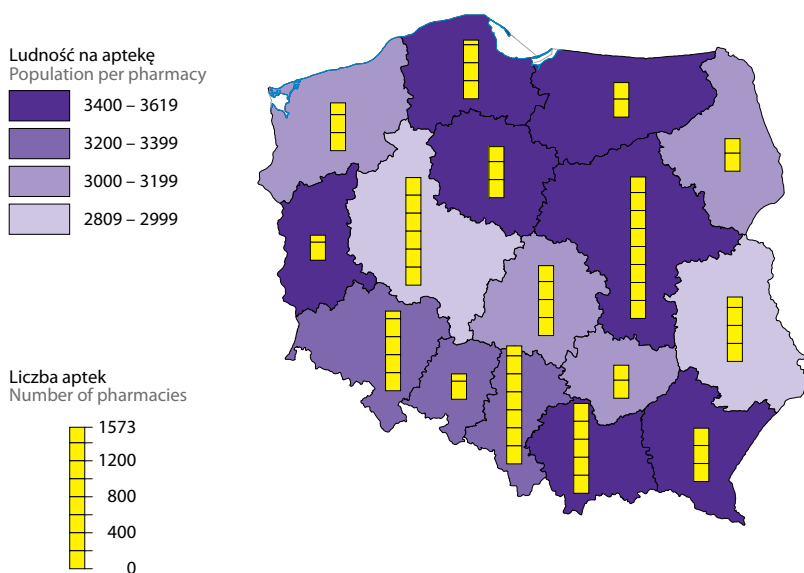 Ludność na aptekę
Population per pharmacy
3400 – 3619
3200 – 3399
3000 – 3199
2809 – 2999
Liczba aptek
Number of pharmacies
1573
1200
800
400
0